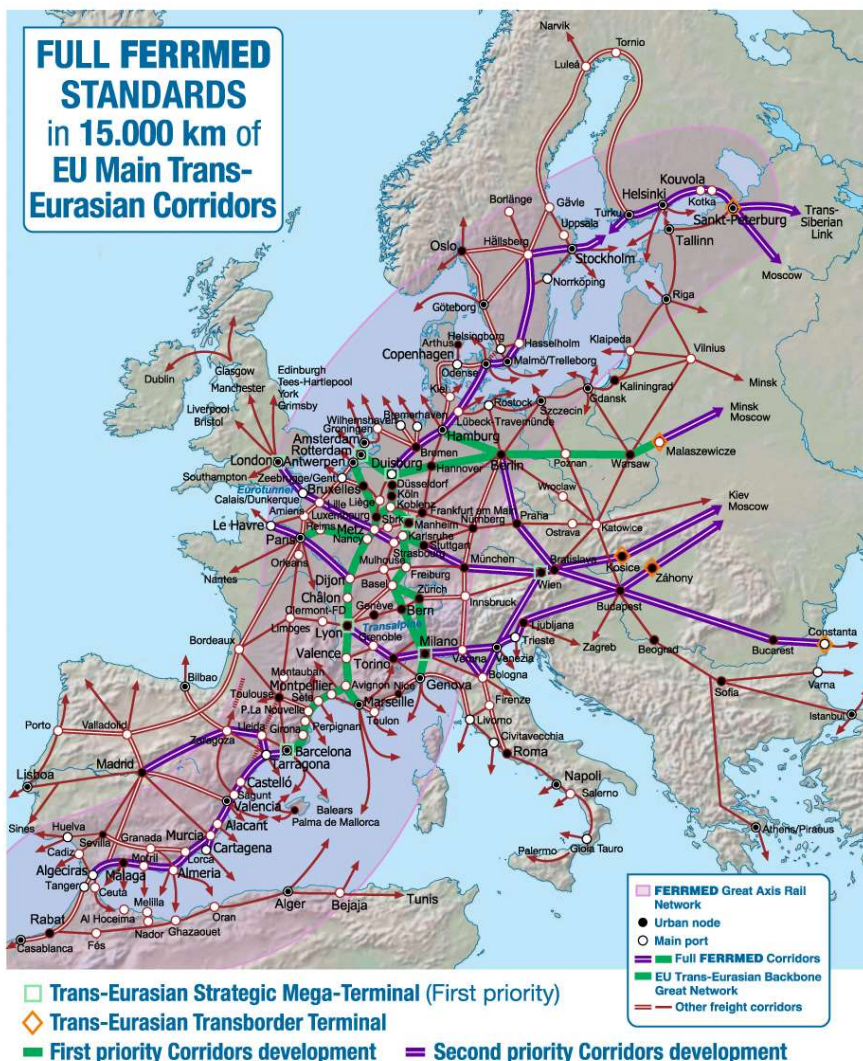 FULL FERRMED
STANDARDS
in 15.000 km of
EU Main Trans-
Eurasian Corridors
Narvik
Tornio
Luleå
Kouvola
Helsinki
Kotka
Turku
Sankt-Peterburg
Trans-
Siberian
Link
Tallinn
Moscow
Borlänge
Gävle
Uppsala
Oslo
Hällsberg
Stockholm
Norrköping
Göteborg
Riga
Helsingborg
Arthus
Hasselholm
Klaipeda
Copenhagen
Malmö/Trelleborg
Vilnius
Odense
Kaliningrad
Minsk
Kiel
Rostock
Gdansk
Szczecin
Lübeck-Travemünde
Minsk
Moscow
Dublin
Glasgow
Manchester
Edinburgh
Tees-Hartlepool
York
Grimsby
Liverpool
Bristol
Wilhemshaven
Bremerhaven
Groningen
Hamburg
Amsterdam
Bremen
Rotterdam
Malaszewicze
London
Antwerpen
Duisburg
Hannover
Berlin
Poznan
Warsaw
Southampton
Zeebrugge/Gent
Düsseldorf
Eurotunnel
Bruxelles
Köln
Wroclaw
Calais/Dunkerque
Lille
Liège
Koblenz
Kiev
Moscow
Amiens
Luxembourg
Frankfurt am Main
Le Havre
Reims
Sbrk
Manheim
Nürnberg
Praha
Ostrava
Katowice
Metz
Karlsruhe
Paris
Nancy
Stuttgan
Strasbourg
München
Bratislava
Kosice
Orleans
Mulhouse
Wien
Záhony
Nantes
Dijon
Basel
Freiburg
Zürich
Budapest
Châlon
Innsbruck
Clermont-FD
Genève
Bern
Ljubljana
Limoges
Lyon
Transalpine
Constanta
Grenoble
Milano
Trieste
Zagreb
Bucarest
Bordeaux
Valence
Torino
Verona
Venezia
Beograd
Bologna
Montauban
Varna
Bilbao
Toulouse
Montpellier
Avignon
Nice
Genova
Sofia
Sète
Marseille
Firenze
P.La Nouvelle
Toulon
Livorno
Istanbul
Porto
Valladolid
Lleida
Girona
Perpignan
Civitavecchia
Zaragoza
Barcelona
Roma
Madrid
Tarragona
Lisboa
Castelló
Napoli
Sagunt
Valencia
Salerno
Balears
Sines
Alacant
Palma de Mallorca
Huelva
Granada
Murcia
Athens/Piraeus
Sevilla
Palermo
Gioia Tauro
Cadiz
Motril
Lorca
Cartagena
Algeciras
Málaga
Almeria
Tanger
Ceuta
Melilla
Alger
Tunis
Rabat
Al Hoceima
Oran
Bejaja
Nador
Ghazaouet
Fés
Casablanca
FERRMED Great Axis Rail
Network
Urban node
Main port
Full FERRMED Corridors
EU Trans-Eurasian Backbone
Great Network
Other freight corridors
Trans-Eurasian Strategic Mega-Terminal (First priority)
Trans-Eurasian Transborder Terminal
First priority Corridors development
Second priority Corridors development